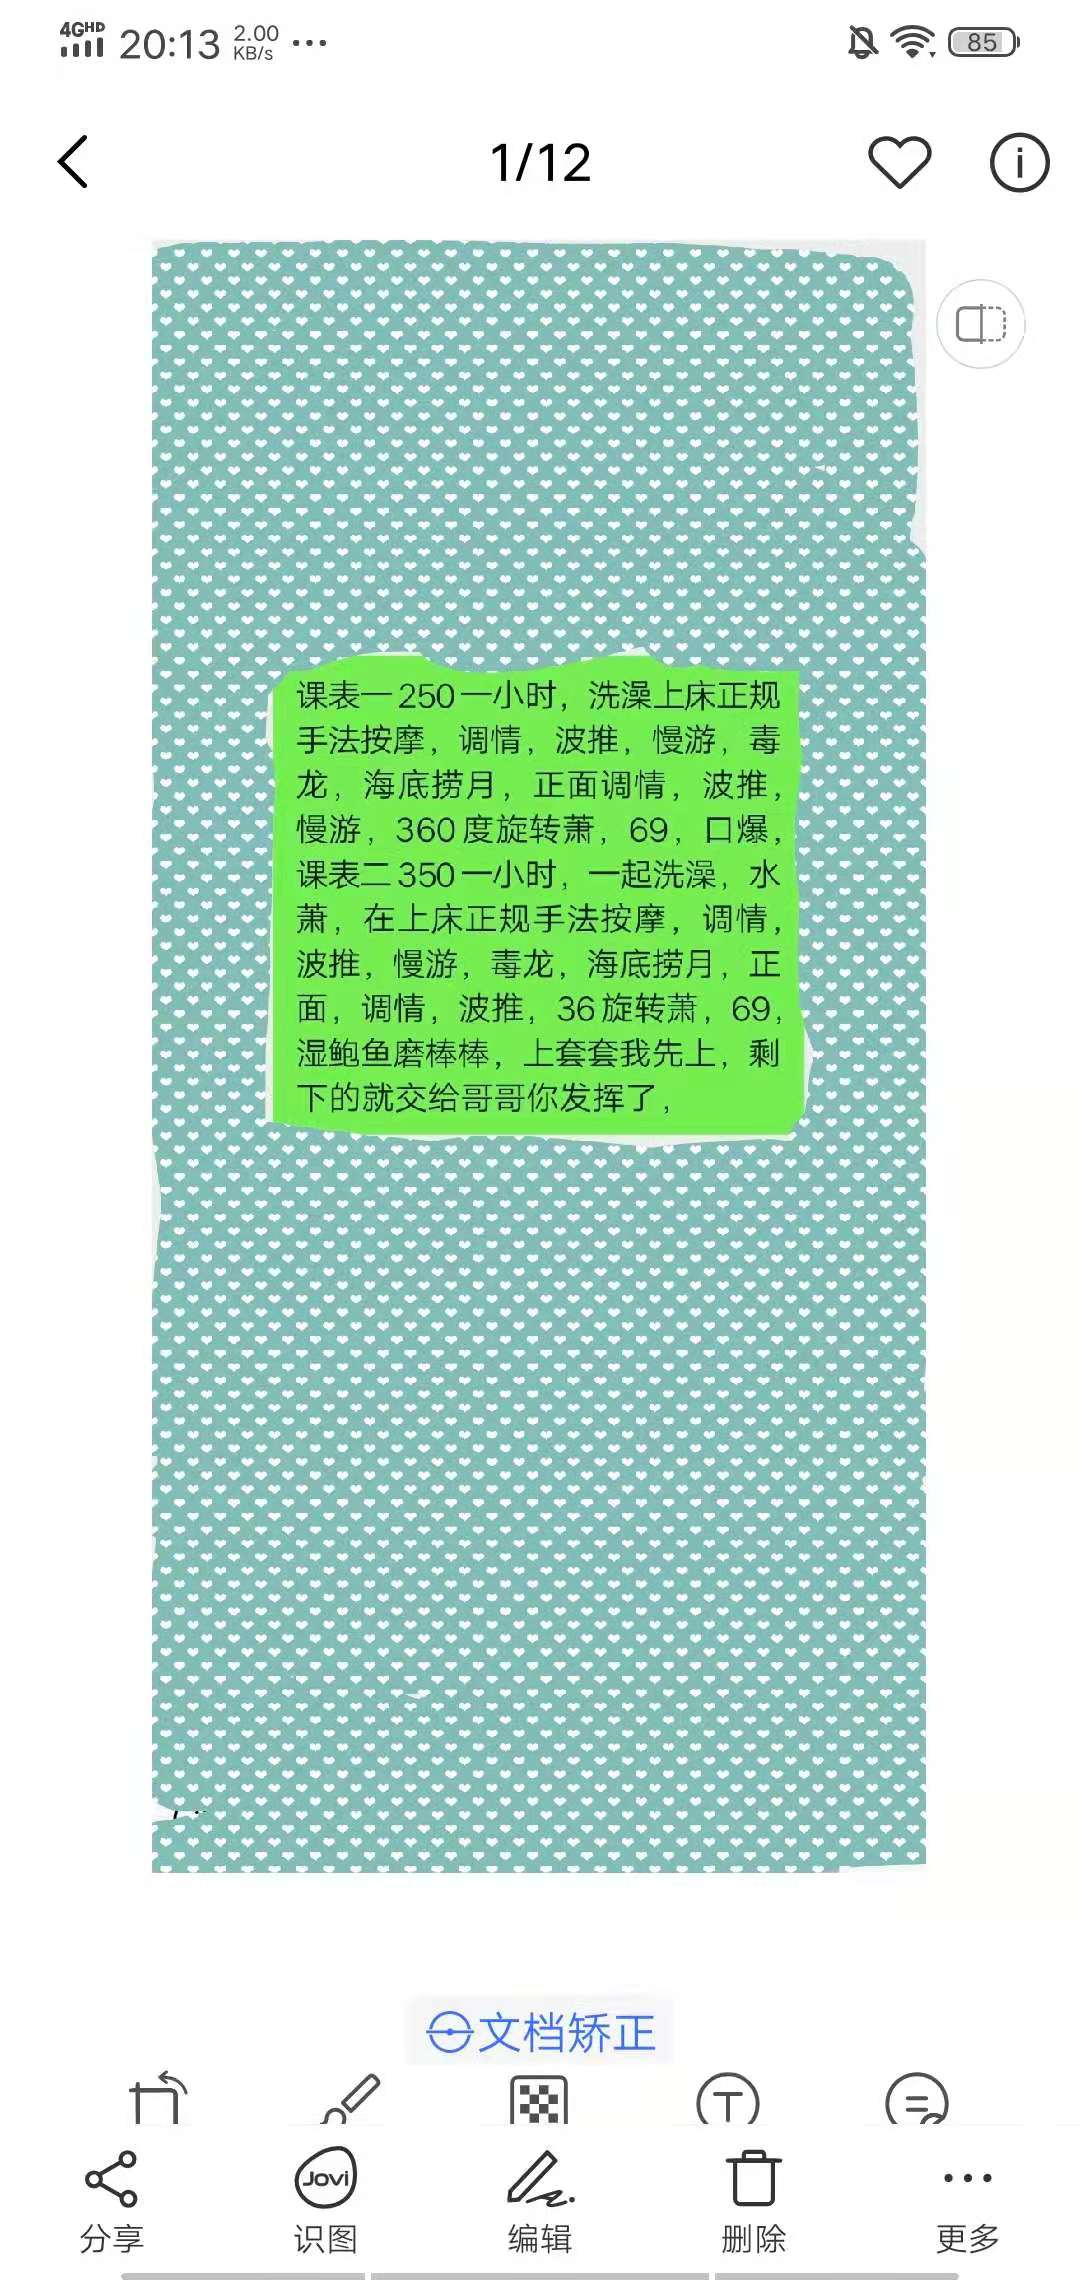 4GHD 20:13 2.00 KB/s ... 85
1/12
课表一250一小时，洗澡上床正规
手法按摩，调情，波推，慢游，毒
龙，海底捞月，正面调情，波推，
慢游，360度旋转萧，69，口爆，
课表二350一小时，一起洗澡，水
萧，在上床正规手法按摩，调情，
波推，慢游，毒龙，海底捞月，正
面，调情，波推，36旋转萧，69，
湿鲍鱼磨棒棒，上套套我先上，剩
下的就交给哥哥你发挥了，
文档矫正
Jovi
分享 识图 编辑 删除 更多